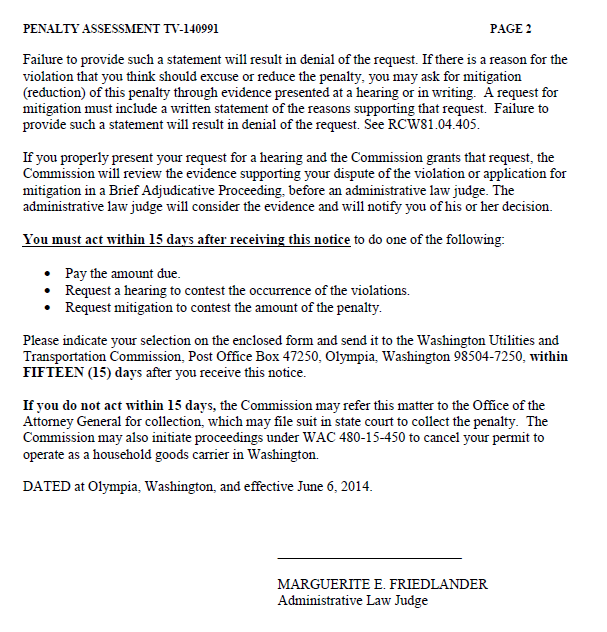 PENALTY ASSESSMENT TV-140991 PAGE 2
Failure to provide such a statement will result in denial of the request. If there is a reason for the
violation that you think should excuse or reduce the penalty, you may ask for mitigation
(reduction) of this penalty through evidence presented at a hearing or in writing.  A request for
mitigation must include a written statement of the reasons supporting that request.  Failure to
provide such a statement will result in denial of the request. See RCW81.04.405.
If you properly present your request for a hearing and the Commission grants that request, the
Commission will review the evidence supporting your dispute of the violation or application for
mitigation in a Brief Adjudicative Proceeding, before an administrative law judge. The
administrative law judge will consider the evidence and will notify you of his or her decision.
You must act within 15 days after receiving this notice to do one of the following:
• Pay the amount due.
• Request a hearing to contest the occurrence of the violations.
• Request mitigation to contest the amount of the penalty.
Please indicate your selection on the enclosed form and send it to the Washington Utilities and
Transportation Commission, Post Office Box 47250, Olympia, Washington 98504-7250, within
FIFTEEN (15) days after you receive this notice.
If you do not act within 15 days, the Commission may refer this matter to the Office of the
Attorney General for collection, which may file suit in state court to collect the penalty.  The
Commission may also initiate proceedings under WAC 480-15-450 to cancel your permit to
operate as a household goods carrier in Washington.
DATED at Olympia, Washington, and effective June 6, 2014.
MARGUERITE E. FRIEDLANDER
Administrative Law Judge